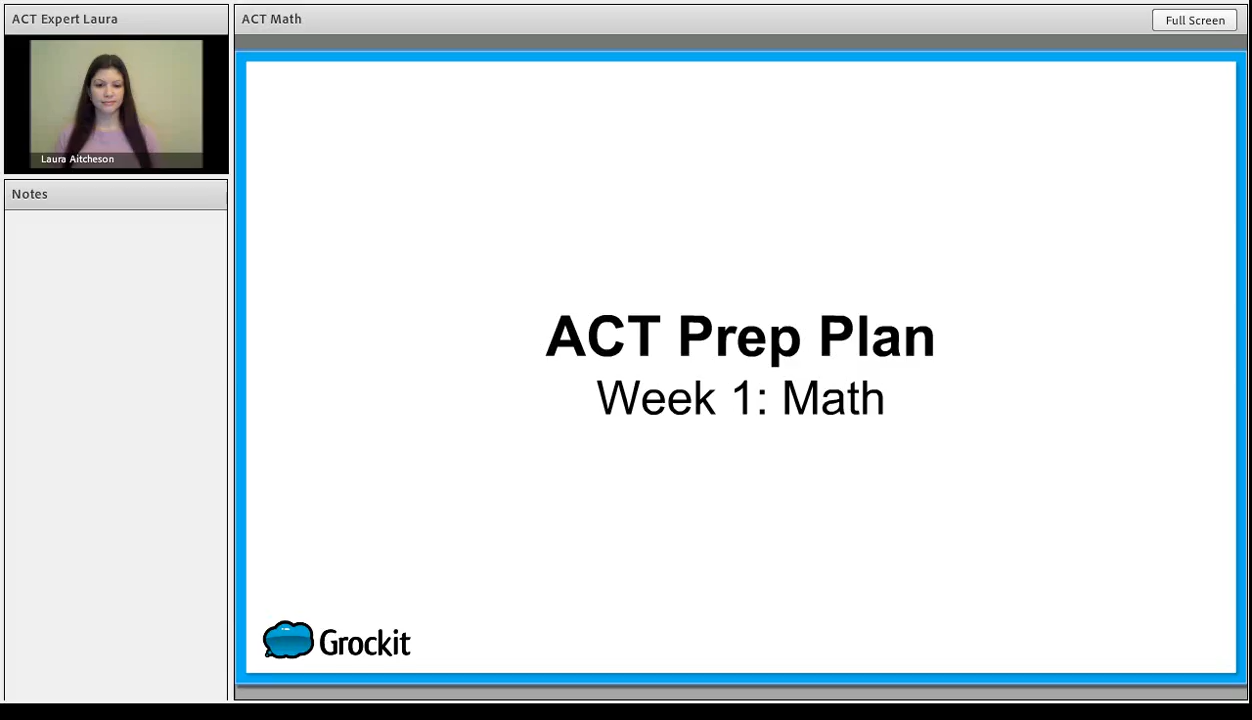 ACT Expert Laura
Laura Aitcheson
Notes
ACT Math
Full Screen
ACT Prep Plan
Week 1: Math
Grockit